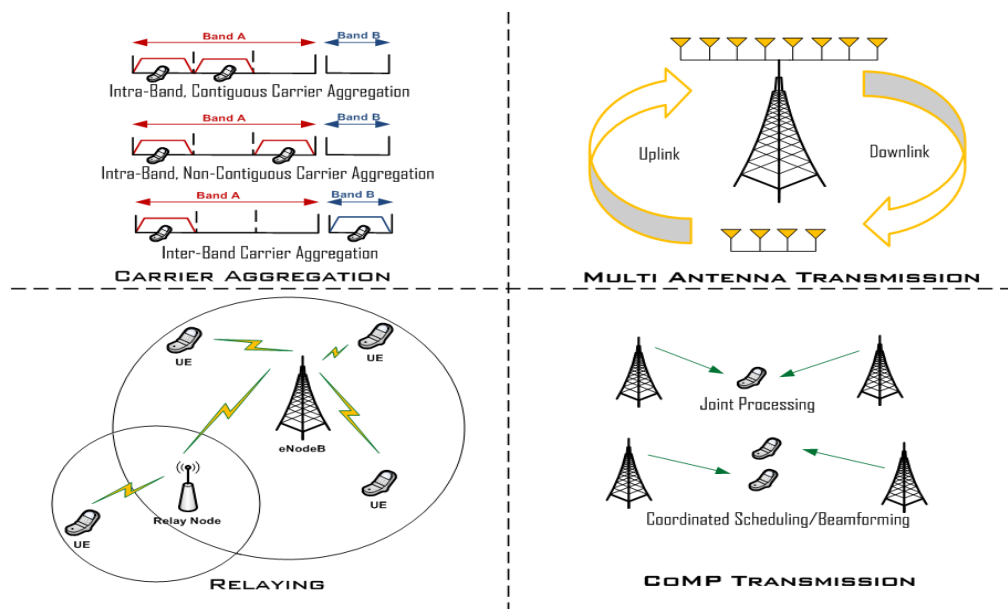 Band A Band B
Intra-Band, Contiguous Carrier Aggregation
Band A Band B
Intra-Band, Non-Contiguous Carrier Aggregation
Band A Band B
Inter-Band Carrier Aggregation
CARRIER AGGREGATION
Uplink
Downlink
MULTI ANTENNA TRANSMISSION
UE
UE
eNodeB
UE
Relay Node
UE
RELAYING
Joint Processing
Coordinated Scheduling/Beamforming
COMP TRANSMISSION